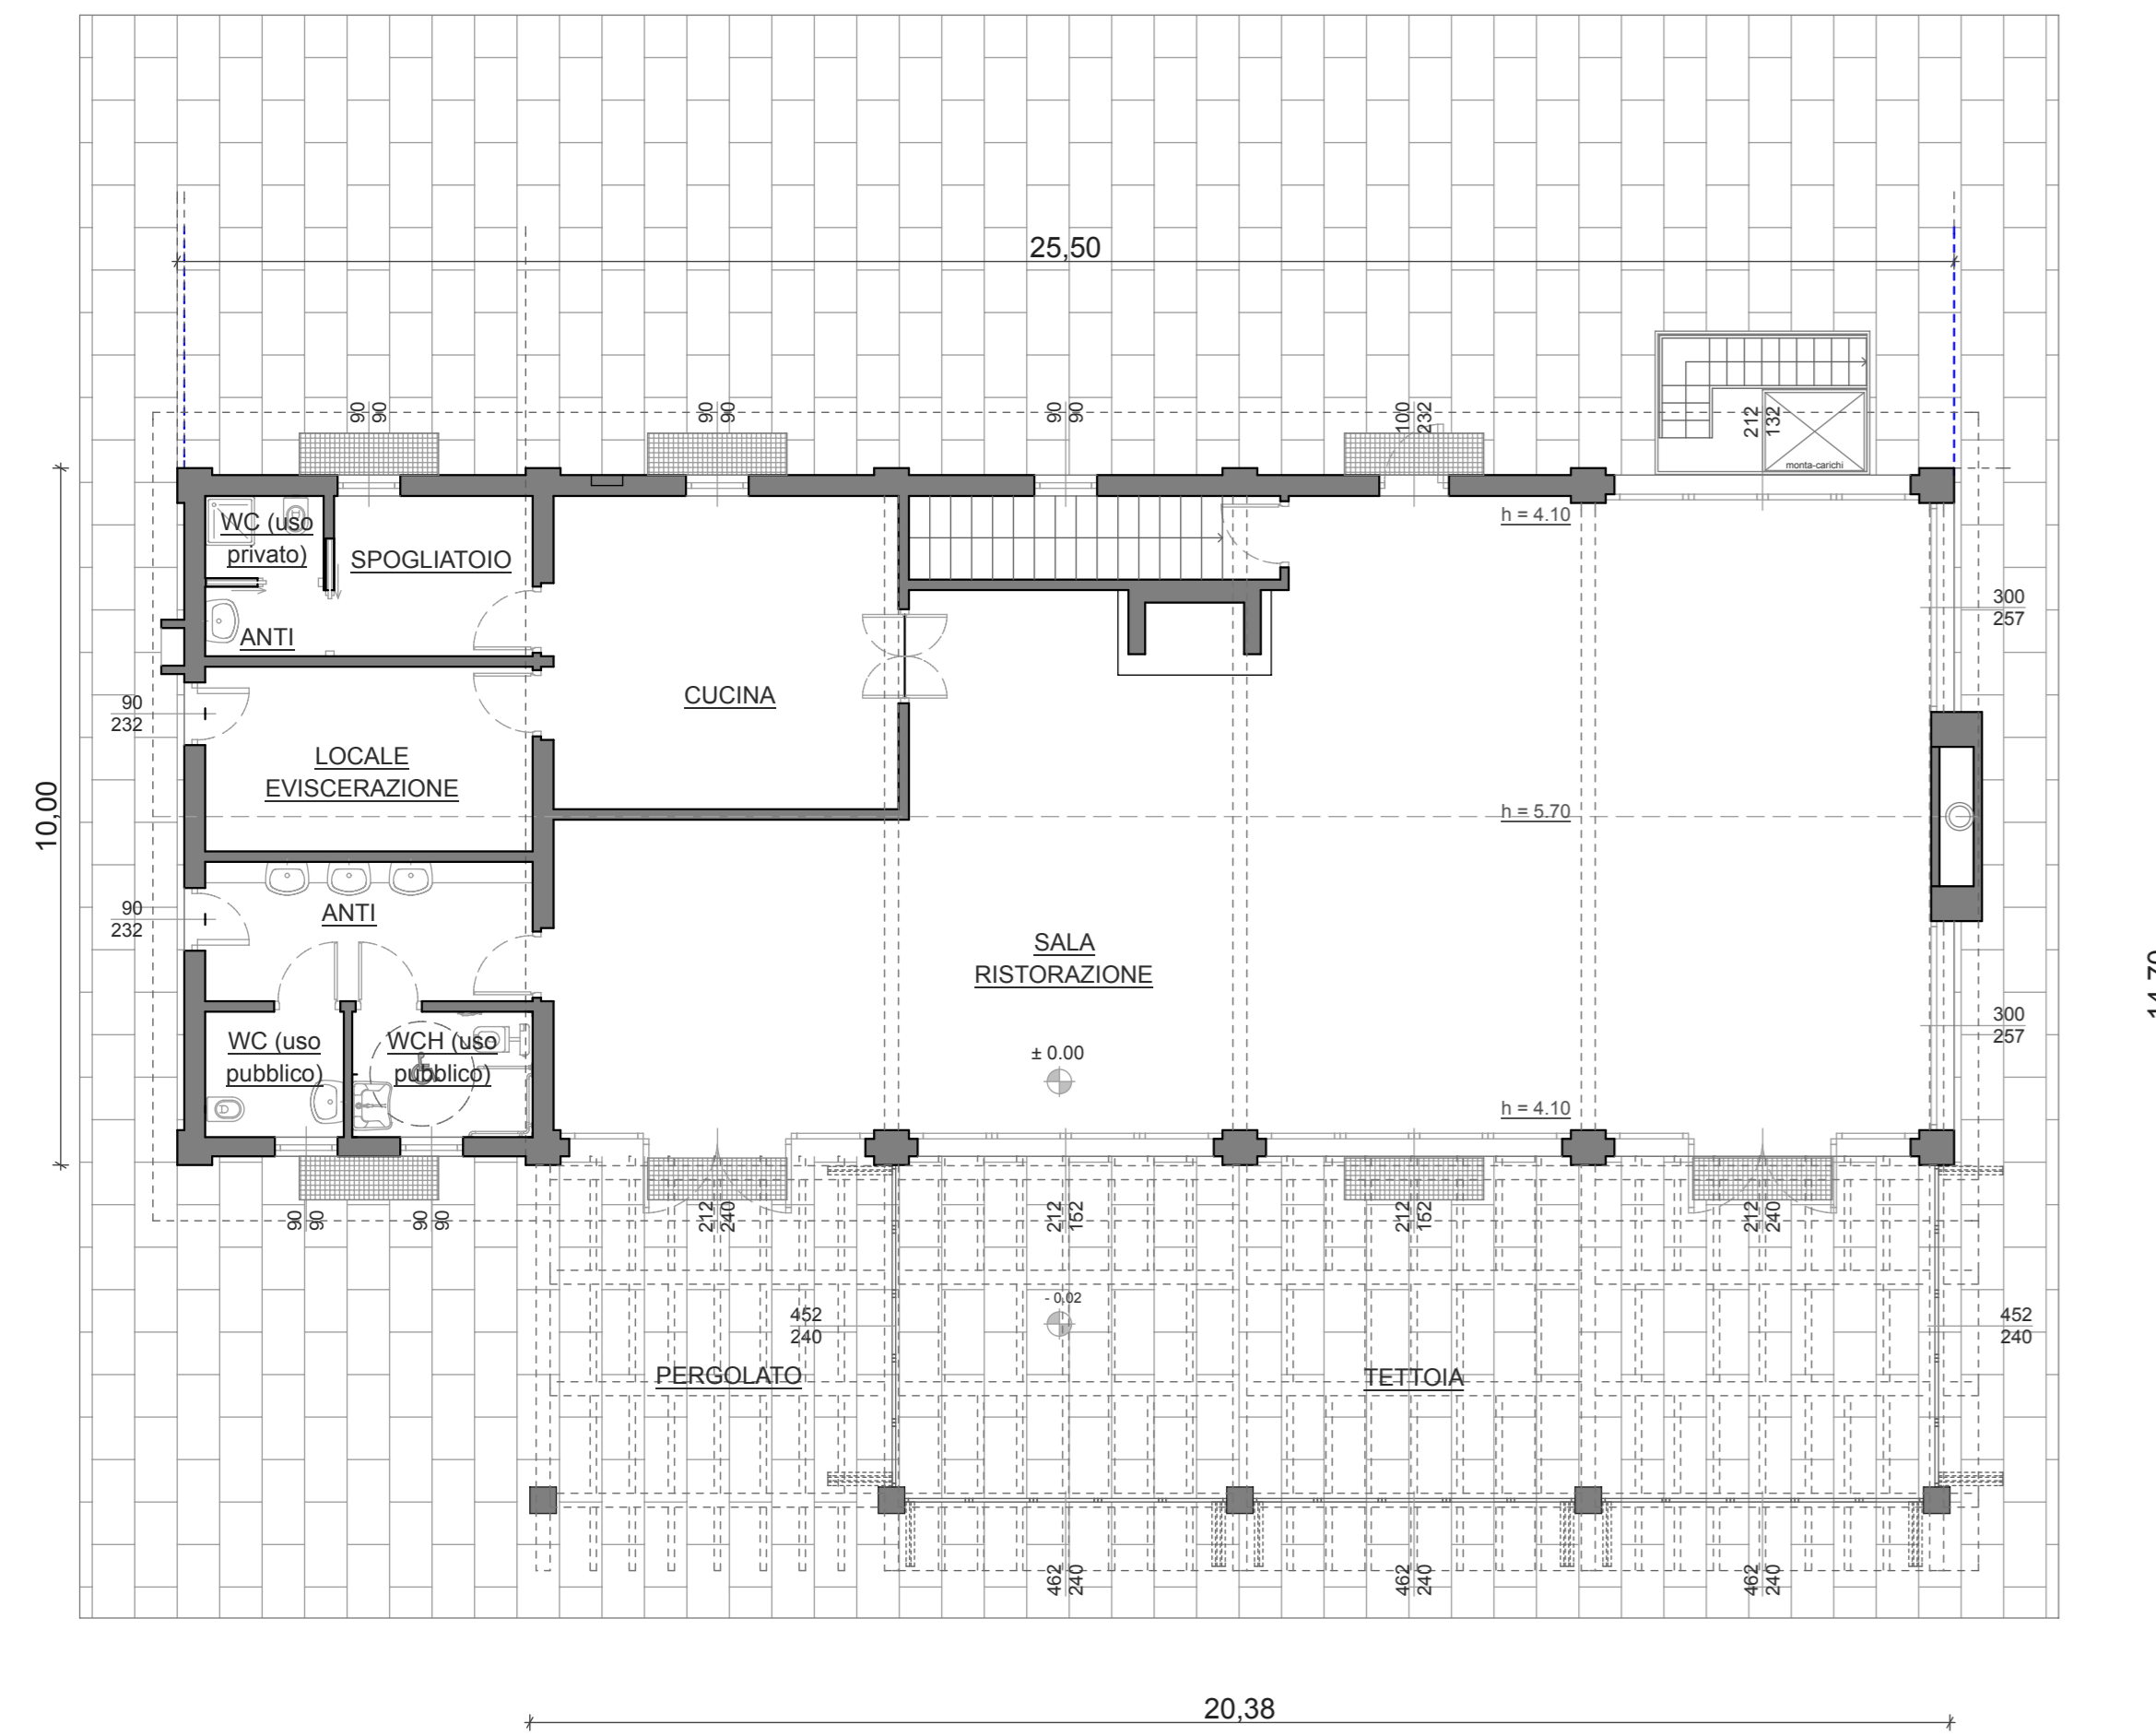 25,50
90
90
90
90
90
90
100
232
212
132
monta-carichi
WC (uso
privato)
SPOGLIATOIO
h = 4.10
300
257
ANTI
CUCINA
90
232
LOCALE
EVISCERAZIONE
10,00
h = 5.70
90
232
ANTI
SALA
RISTORAZIONE
300
257
WC (uso
pubblico)
WCH (uso
pubblico)
± 0.00
h = 4.10
90
90
90
90
212
240
212
152
212
152
212
240
- 0.02
452
240
452
240
PERGOLATO
TETTOIA
462
240
462
240
462
240
20,38